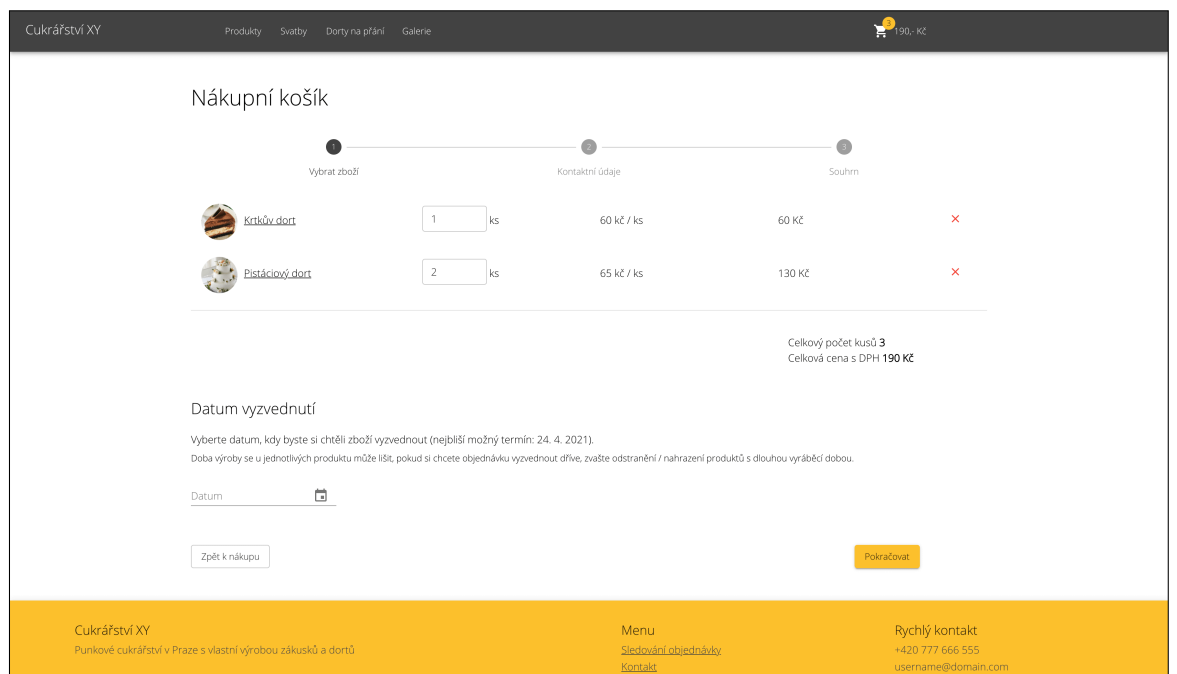 Cukrářství XY
Produkty Svatby Dorty na přání Galerie
3
190,- Kč
Nákupní košík
1 2 3
Vybrat zboží Kontaktní údaje Souhrn
Krtkův dort 1 ks 60 kč / ks 60 Kč
Pistáciový dort 2 ks 65 kč / ks 130 Kč
Celkový počet kusů 3
Celková cena s DPH 190 Kč
Datum vyzvednutí
Vyberte datum, kdy byste si chtěli zboží vyzvednout (nejbliší možný termín: 24. 4. 2021).
Doba výroby se u jednotlivých produktu může lišit, pokud si chcete objednávku vyzvednout dříve, zvašte odstranění / nahrazení produktů s dlouhou vyráběcí dobou.
Datum
Zpět k nákupu Pokračovat
Cukrářství XY Menu Rychlý kontakt
Punkové cukrářství v Praze s vlastní výrobou zákusků a dortů Sledování objednávky +420 777 666 555
Kontakt username@domain.com